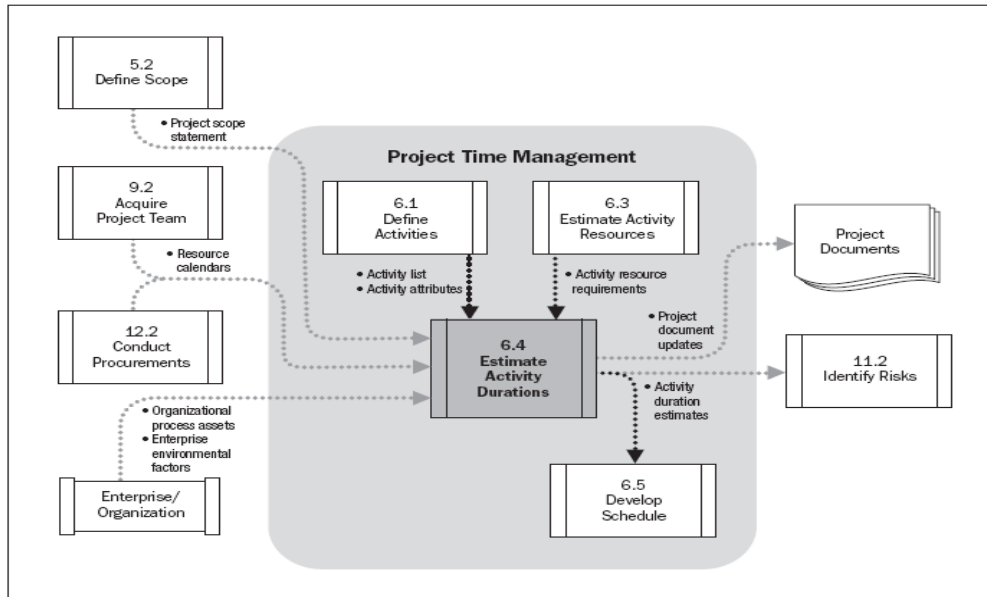 5.2
Define Scope
• Project scope
statement
Project Time Management
9.2
Acquire
Project Team
6.1
Define
Activities
6.3
Estimate Activity
Resources
Project
Documents
• Resource
calendars
• Activity list
• Activity attributes
• Activity resource
requirements
12.2
Conduct
Procurements
6.4
Estimate
Activity
Durations
• Project
document
updates
11.2
Identify Risks
• Activity
duration
estimates
• Organizational
process assets
• Enterprise
environmental
factors
Enterprise/
Organization
6.5
Develop
Schedule